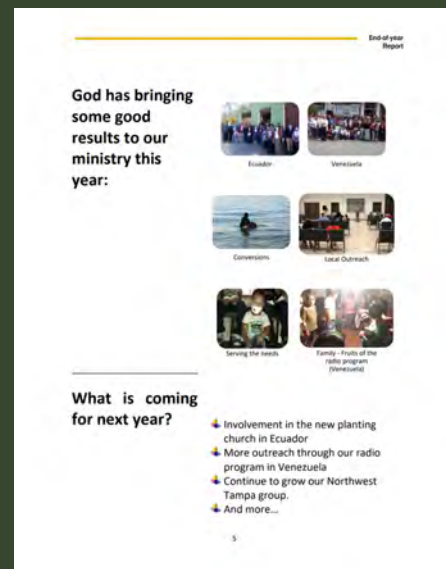 End-of-year
Report
God has bringing
some good
results to our
ministry this
year:
Ecuador
Venezuela
Conversions
Local Outreach
Serving the needs
Family - Fruits of the
radio program
(Venezuela)
What is coming
for next year?
Involvement in the new planting
church in Ecuador
More outreach through our radio
program in Venezuela
Continue to grow our Northwest
Tampa group.
And more...
5